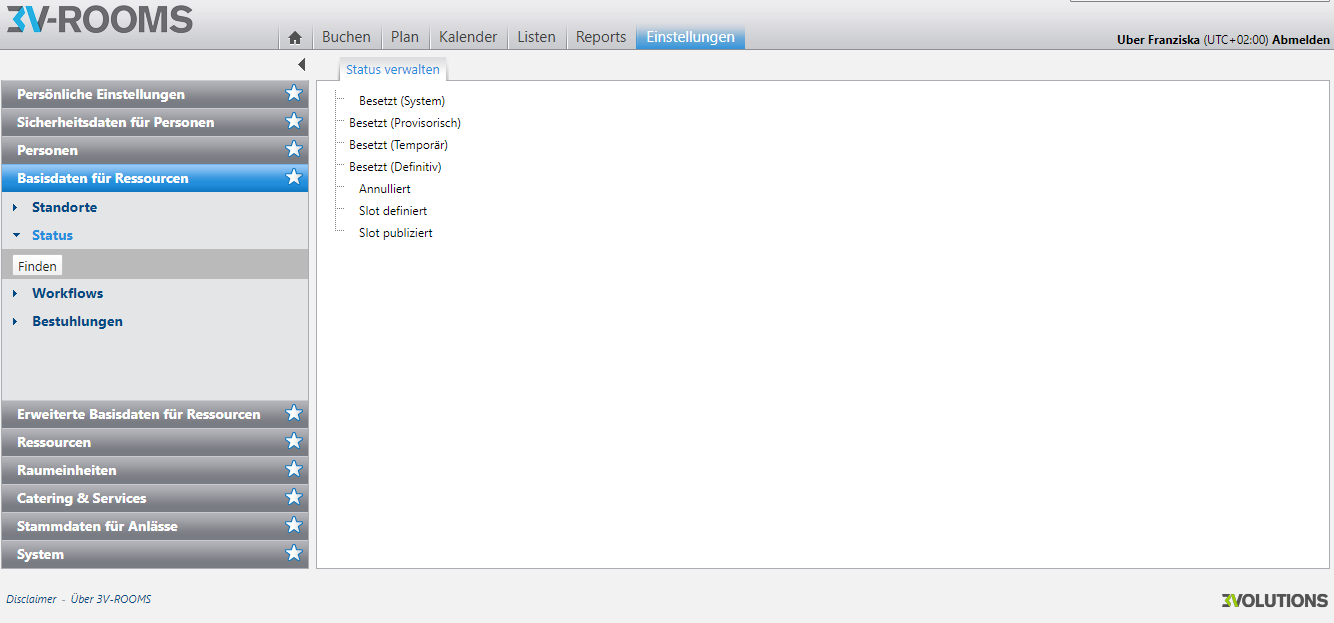 3V-ROOMS
Buchen Plan Kalender Listen Reports Einstellungen
Uber Franziska (UTC+02:00) Abmelden
Persönliche Einstellungen
Sicherheitsdaten für Personen
Personen
Basisdaten für Ressourcen
Standorte
Status
Finden
Workflows
Bestuhlungen
Erweiterte Basisdaten für Ressourcen
Ressourcen
Raumeinheiten
Catering & Services
Stammdaten für Anlässe
System
Status verwalten
Besetzt (System)
Besetzt (Provisorisch)
Besetzt (Temporär)
Besetzt (Definitiv)
Annulliert
Slot definiert
Slot publiziert
Disclaimer - Über 3V-ROOMS
3VOLUTIONS